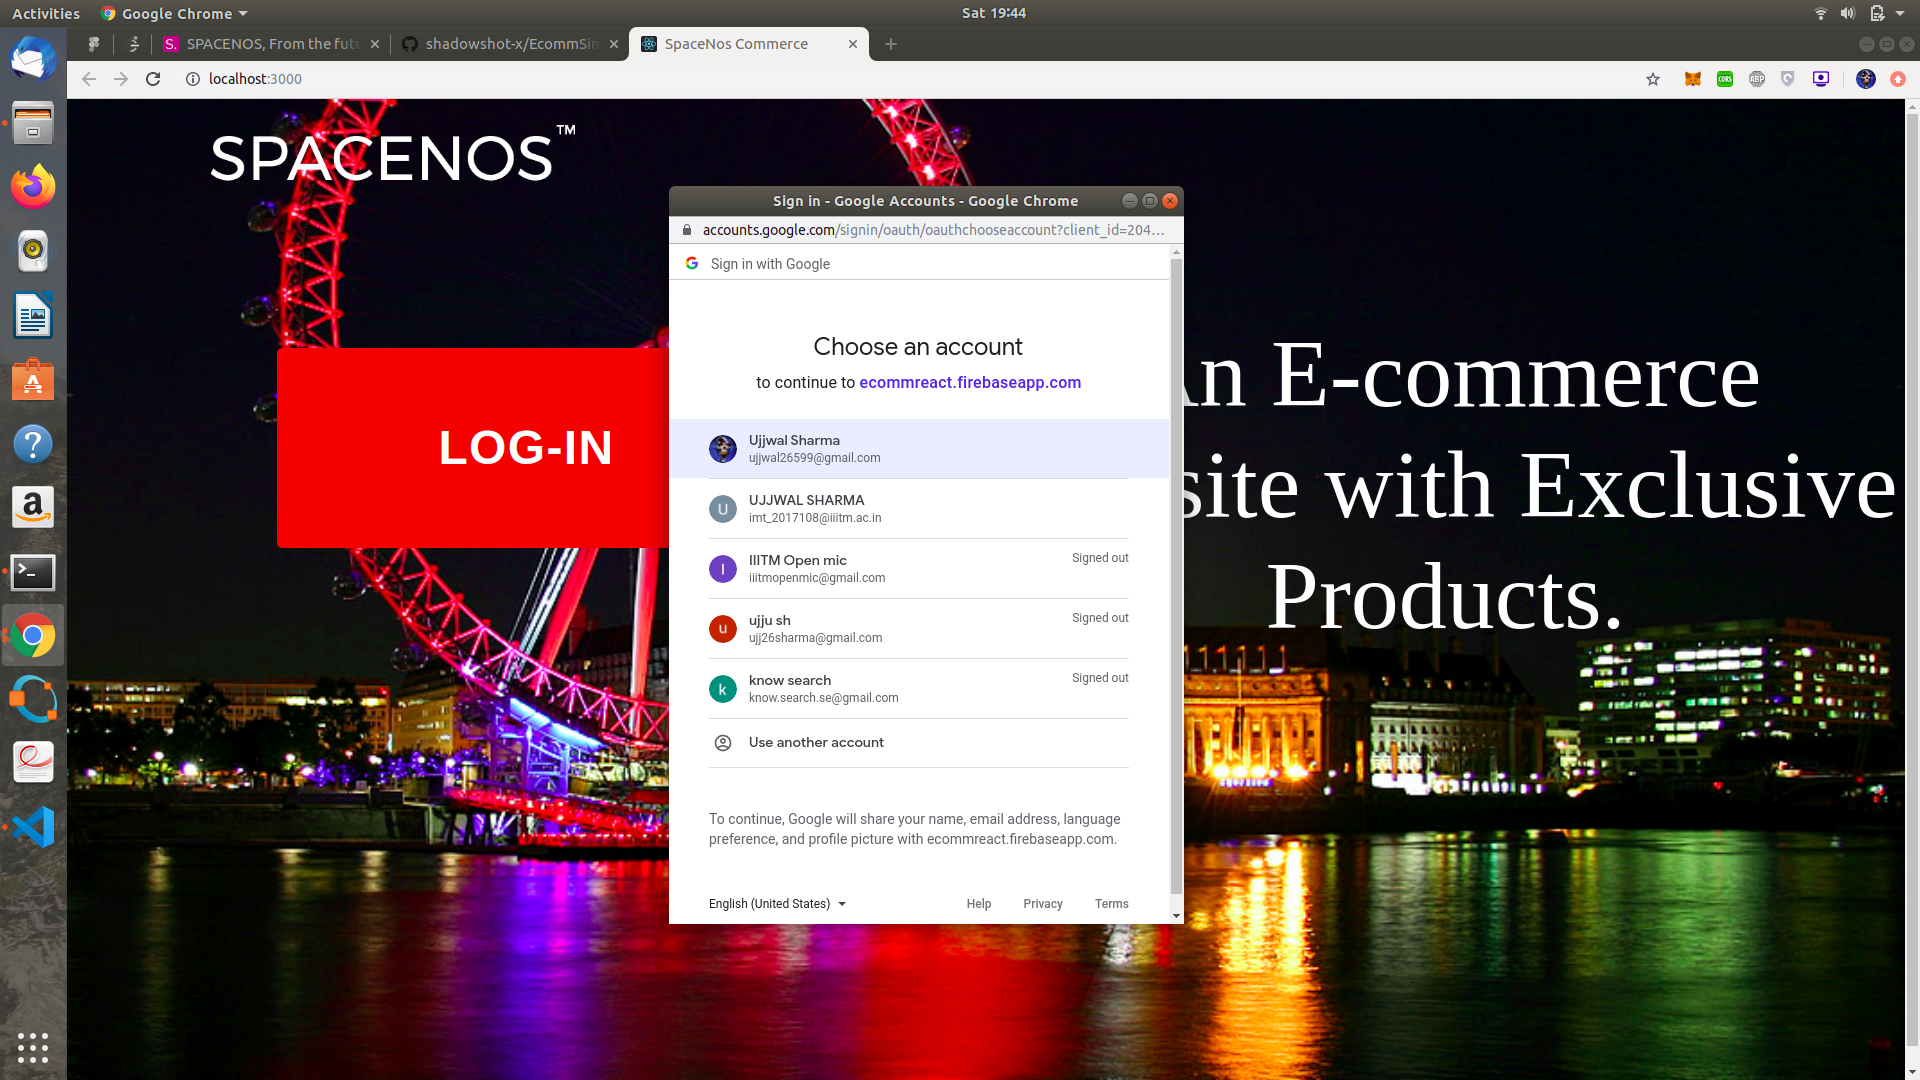 Activities
Google Chrome
Sat 19:44
SPACENOS, From the futu
shadowshot-x/EcommSim
SpaceNos Commerce
localhost:3000
CORS
ABP
SPACENOS™
LOG-IN
An E-commerce
site with Exclusive
Products.
Sign in - Google Accounts - Google Chrome
accounts.google.com/signin/oauth/oauthchooseaccount?client_id=204...
Sign in with Google
Choose an account
to continue to ecommreact.firebaseapp.com
Ujjwal Sharma
ujjwal26599@gmail.com
U
UJJWAL SHARMA
imt_2017108@iiitm.ac.in
I
IIITM Open mic
iiitmopenmic@gmail.com
Signed out
u
ujju sh
ujj26sharma@gmail.com
Signed out
k
know search
know.search.se@gmail.com
Signed out
Use another account
To continue, Google will share your name, email address, language
preference, and profile picture with ecommreact.firebaseapp.com.
English (United States)
Help
Privacy
Terms